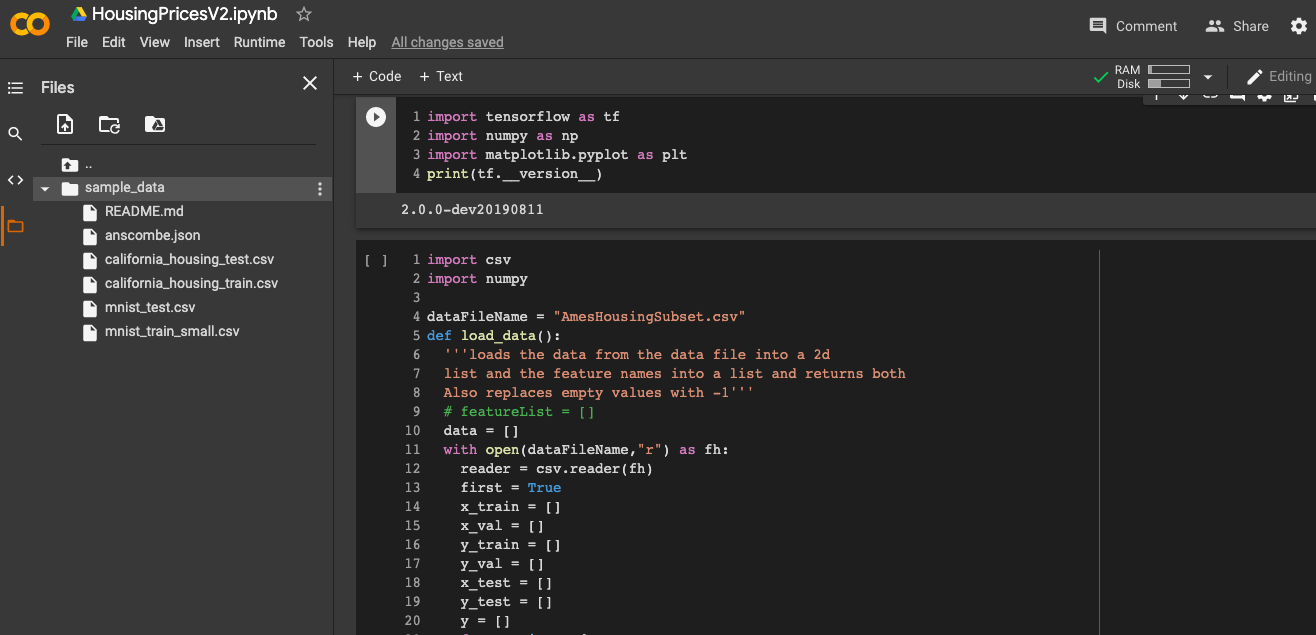 HousingPricesV2.ipynb
File Edit View Insert Runtime Tools Help All changes saved
Comment Share
Files
+ Code + Text
RAM
Disk
Editing
..
sample_data
README.md
anscombe.json
california_housing_test.csv
california_housing_train.csv
mnist_test.csv
mnist_train_small.csv
1 import tensorflow as tf
2 import numpy as np
3 import matplotlib.pyplot as plt
4 print(tf.__version__)
2.0.0-dev20190811
[ ] 1 import csv
2 import numpy
3
4 dataFileName = "AmesHousingSubset.csv"
5 def load_data():
6 '''loads the data from the data file into a 2d
7 list and the feature names into a list and returns both
8 Also replaces empty values with -1'''
9 # featureList = []
10 data = []
11 with open(dataFileName,"r") as fh:
12 reader = csv.reader(fh)
13 first = True
14 x_train = []
15 x_val = []
16 y_train = []
17 y_val = []
18 x_test = []
19 y_test = []
20 y = []